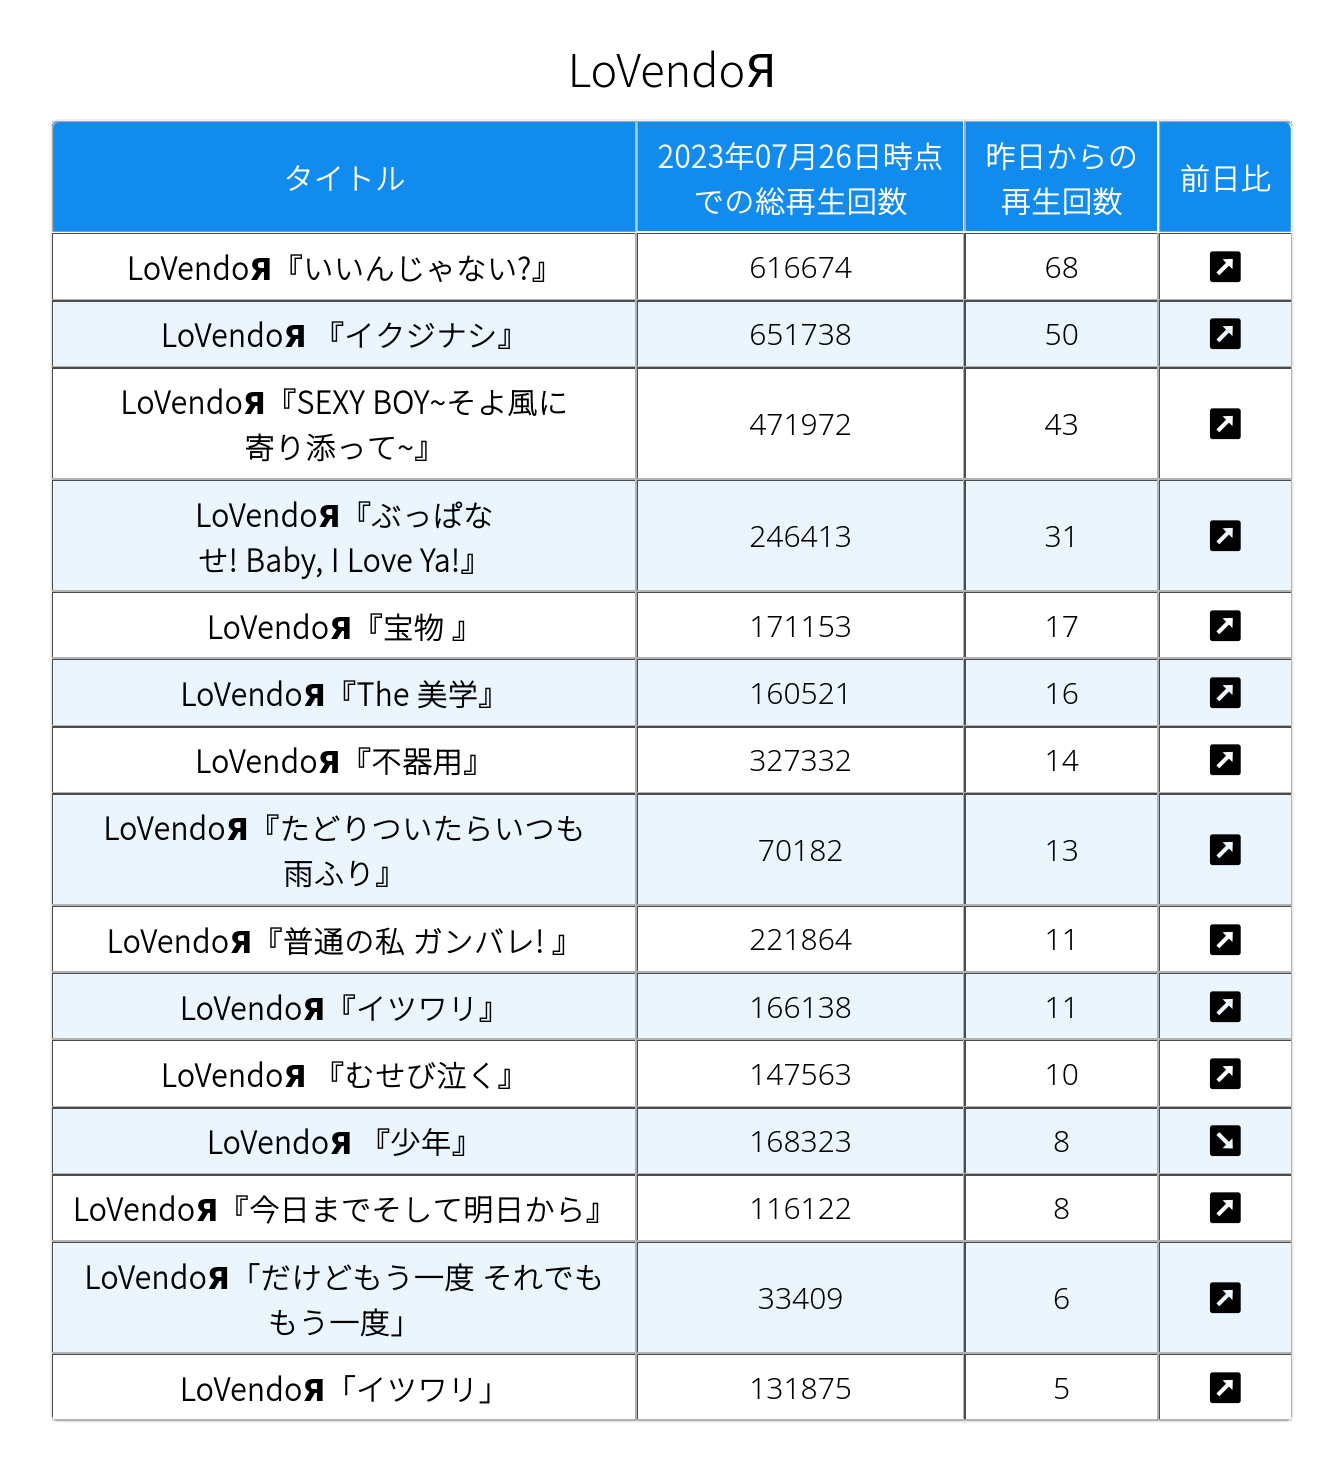 LoVendoЯ
タイトル
2023年07月26日時点
での総再生回数
昨日からの
再生回数
前日比
LoVendoЯ『いいんじゃない?』
616674
68
LoVendoЯ 『イクジナシ』
651738
50
LoVendoЯ『SEXY BOY~そよ風に
寄り添って~』
471972
43
LoVendoЯ『ぶっぱな
せ! Baby, I Love Ya!』
246413
31
LoVendoЯ『宝物 』
171153
17
LoVendoЯ『The 美学』
160521
16
LoVendoЯ『不器用』
327332
14
LoVendoЯ『たどりついたらいつも
雨ふり』
70182
13
LoVendoЯ『普通の私 ガンバレ! 』
221864
11
LoVendoЯ『イツワリ』
166138
11
LoVendoЯ 『むせび泣く』
147563
10
LoVendoЯ 『少年』
168323
8
LoVendoЯ『今日までそして明日から』
116122
8
LoVendoЯ「だけどもう一度 それでも
もう一度」
33409
6
LoVendoЯ「イツワリ」
131875
5